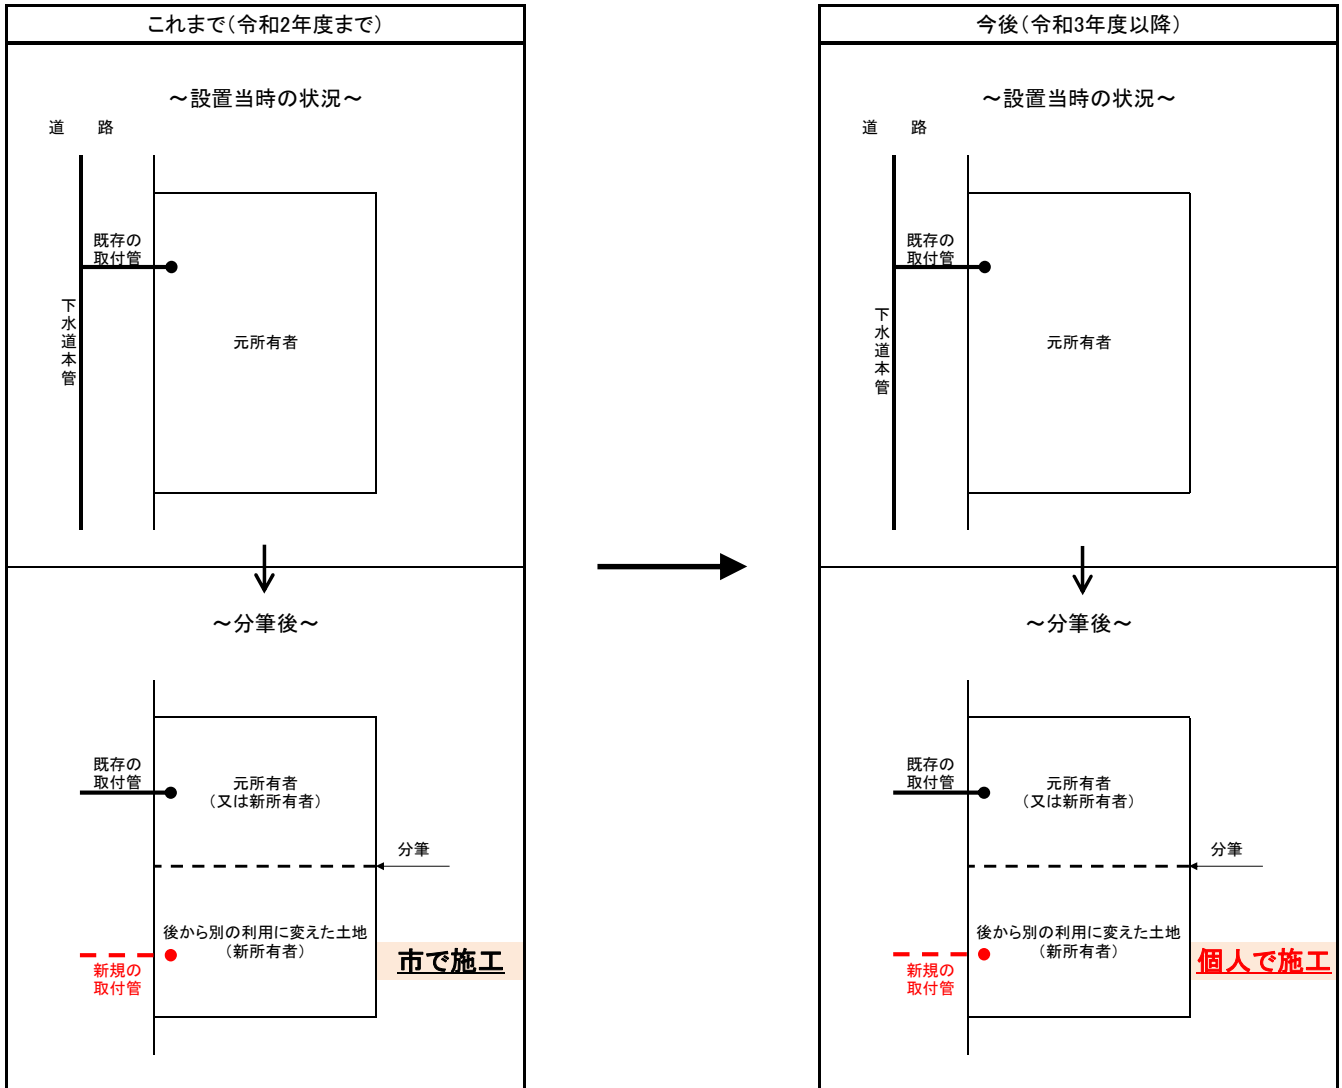 これまで（令和2年度まで）
～設置当時の状況～
道　路
既存の
取付管
下水道本管
元所有者
～分筆後～
既存の
取付管
元所有者
（又は新所有者）
分筆
後から別の利用に変えた土地
（新所有者）
市で施工
新規の
取付管
今後（令和3年度以降）
～設置当時の状況～
道　路
既存の
取付管
下水道本管
元所有者
～分筆後～
既存の
取付管
元所有者
（又は新所有者）
分筆
後から別の利用に変えた土地
（新所有者）
個人で施工
新規の
取付管